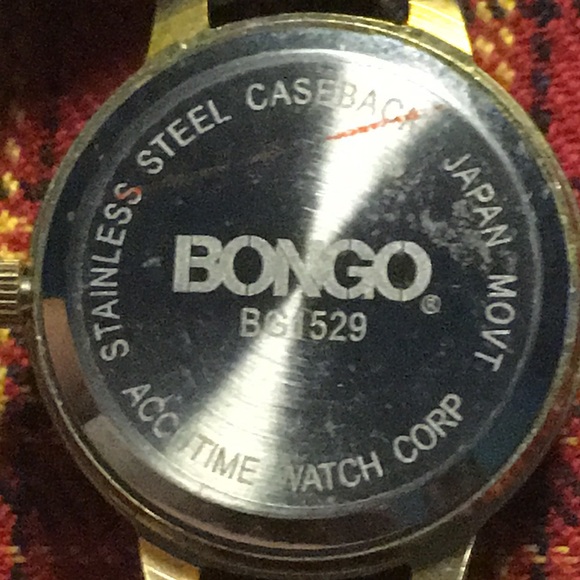 STAINLESS STEEL CASEBACK
JAPAN MOVT
BONGO®
BG1529
ACCUTIME WATCH CORP